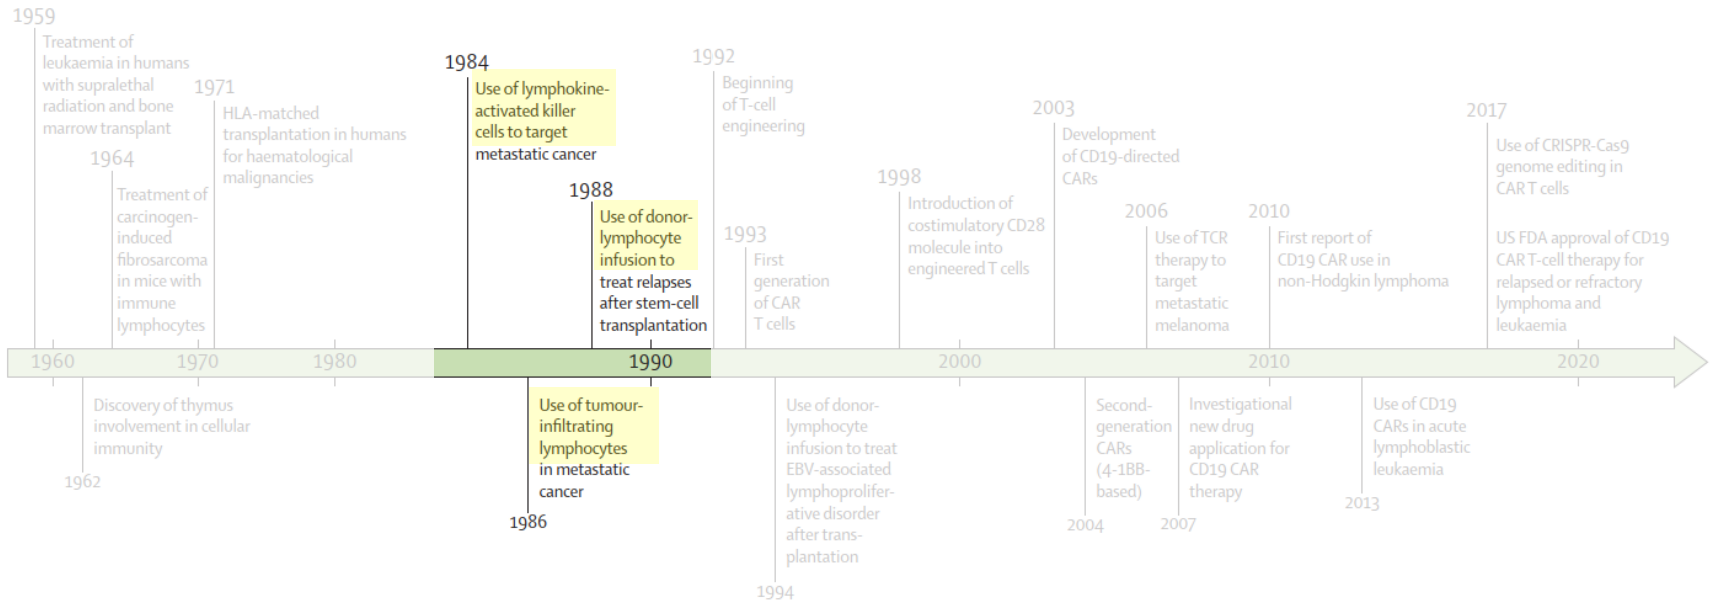 1959
Treatment of
leukaemia in humans
with supralethal
radiation and bone
marrow transplant
1964
Treatment of
carcinogen-
induced
fibrosarcoma
in mice with
immune
lymphocytes
1971
HLA-matched
transplantation in humans
for haematological
malignancies
1984
Use of lymphokine-
activated killer
cells to target
metastatic cancer
1988
Use of donor-
lymphocyte
infusion to
treat relapses
after stem-cell
transplantation
1992
Beginning
of T-cell
engineering
1993
First
generation
of CAR
T cells
1998
Introduction of
costimulatory CD28
molecule into
engineered T cells
2003
Development
of CD19-directed
CARs
2006
Use of TCR
therapy to
target
metastatic
melanoma
2010
First report of
CD19 CAR use in
non-Hodgkin lymphoma
2017
Use of CRISPR-Cas9
genome editing in
CAR T cells
US FDA approval of CD19
CAR T-cell therapy for
relapsed or refractory
lymphoma and
leukaemia
1960 1970 1980 1990 2000 2010 2020
Discovery of thymus
involvement in cellular
immunity
1962
Use of tumour-
infiltrating
lymphocytes
in metastatic
cancer
1986
Use of donor-
lymphocyte
infusion to treat
EBV-associated
lymphoprolifer-
ative disorder
after trans-
plantation
1994
Second-
generation
CARs
(4-1BB-
based)
2004
Investigational
new drug
application for
CD19 CAR
therapy
2007
Use of CD19
CARs in acute
lymphoblastic
leukaemia
2013